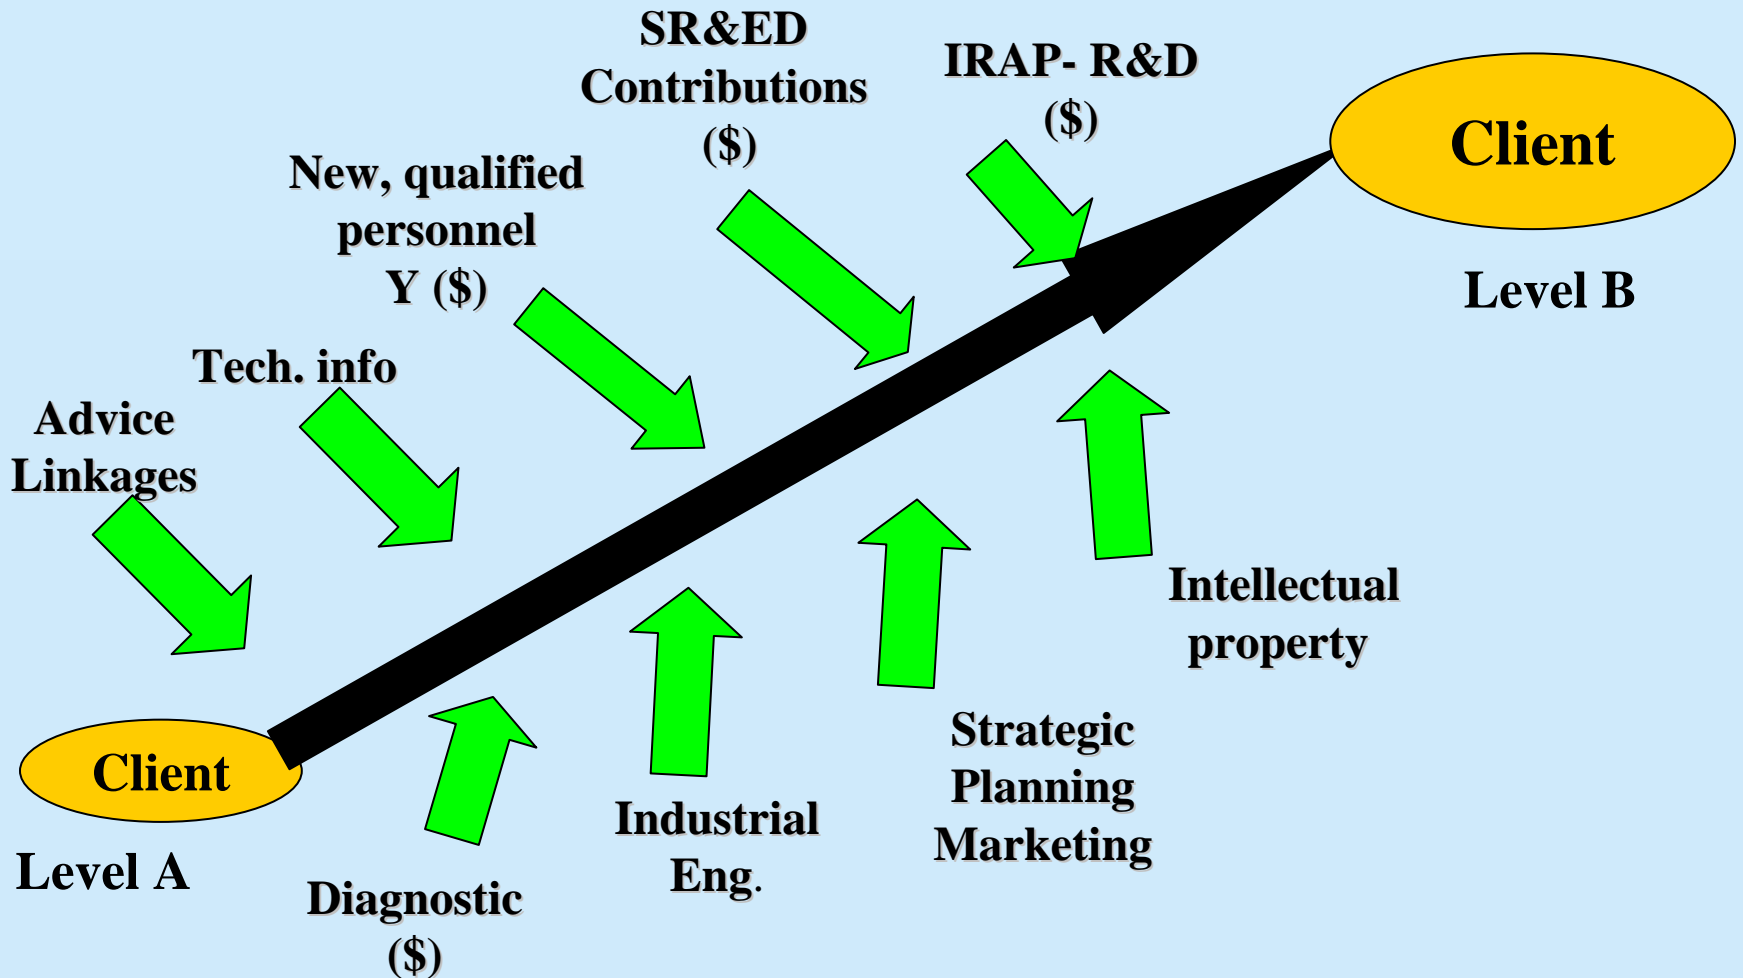 SR&ED
Contributions
($)
IRAP- R&D
($)
Client
Level B
New, qualified
personnel
Y ($)
Tech. info
Advice
Linkages
Intellectual
property
Strategic
Planning
Marketing
Industrial
Eng.
Client
Level A
Diagnostic
($)